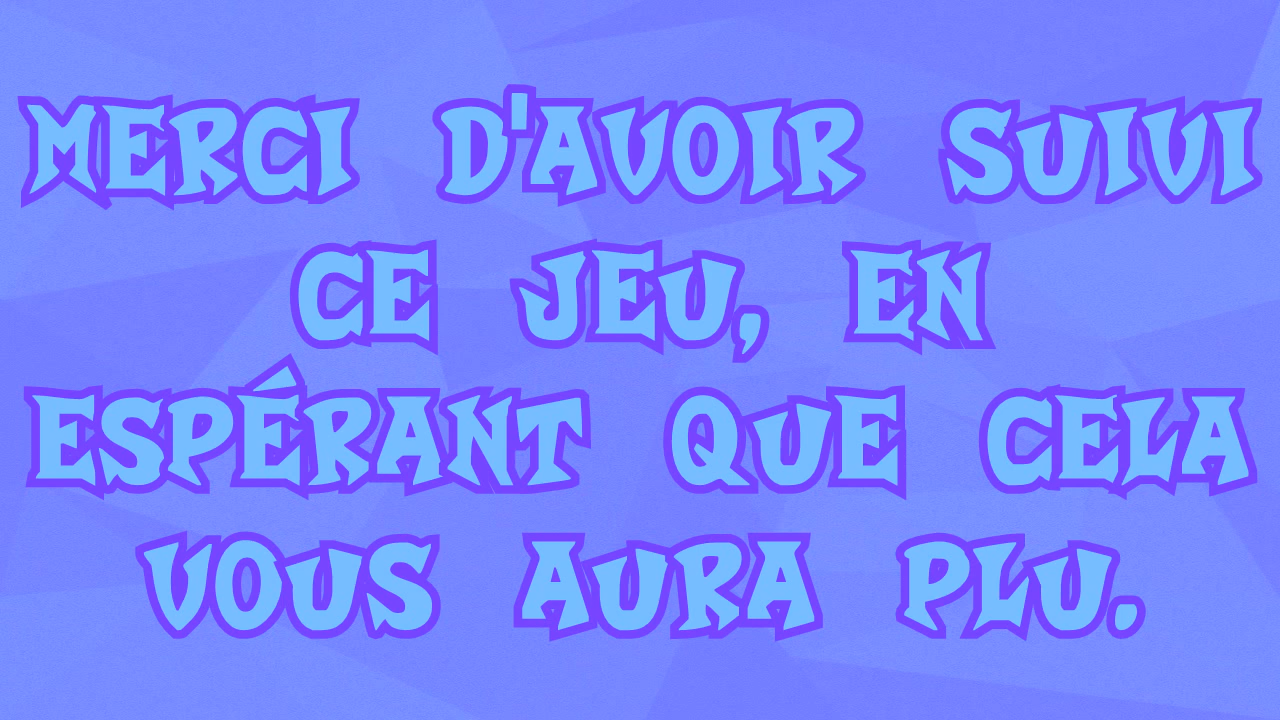 MERCI D'AVOIR SUIVI
CE JEU, EN
ESPÉRANT QUE CELA
VOUS AURA PLU.